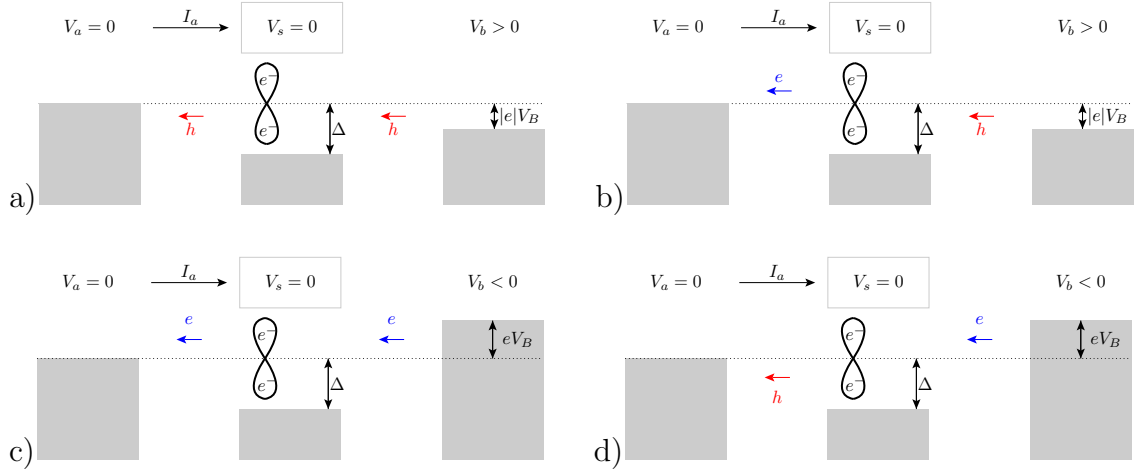 V_a = 0 I_a V_s = 0 V_b > 0
e⁻
h e⁻ Δ h |e|V_B
a)
V_a = 0 I_a V_s = 0 V_b > 0
e e⁻
e⁻ Δ h |e|V_B
b)
V_a = 0 I_a V_s = 0 V_b < 0
e e⁻ e eV_B
e⁻ Δ
c)
V_a = 0 I_a V_s = 0 V_b < 0
e⁻ e eV_B
h e⁻ Δ
d)